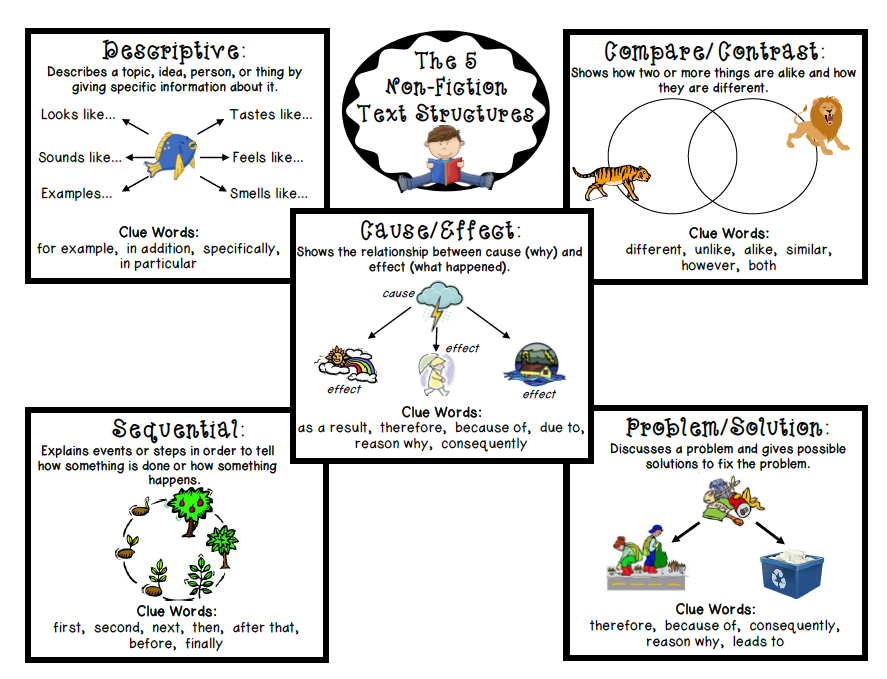 The 5
Non-Fiction
Text Structures
Descriptive:
Describes a topic, idea, person, or thing by
giving specific information about it.
Looks like...
Tastes like...
Sounds like...
Feels like...
Examples...
Smells like...
Clue Words:
for example, in addition, specifically,
in particular
Compare/Contrast:
Shows how two or more things are alike and how
they are different.
Clue Words:
different, unlike, alike, similar,
however, both
Cause/Effect:
Shows the relationship between cause (why) and
effect (what happened).
cause
effect
effect
effect
Clue Words:
as a result, therefore, because of, due to,
reason why, consequently
Sequential:
Explains events or steps in order to tell
how something is done or how something
happens.
Clue Words:
first, second, next, then, after that,
before, finally
Problem/Solution:
Discusses a problem and gives possible
solutions to fix the problem.
Clue Words:
therefore, because of, consequently,
reason why, leads to